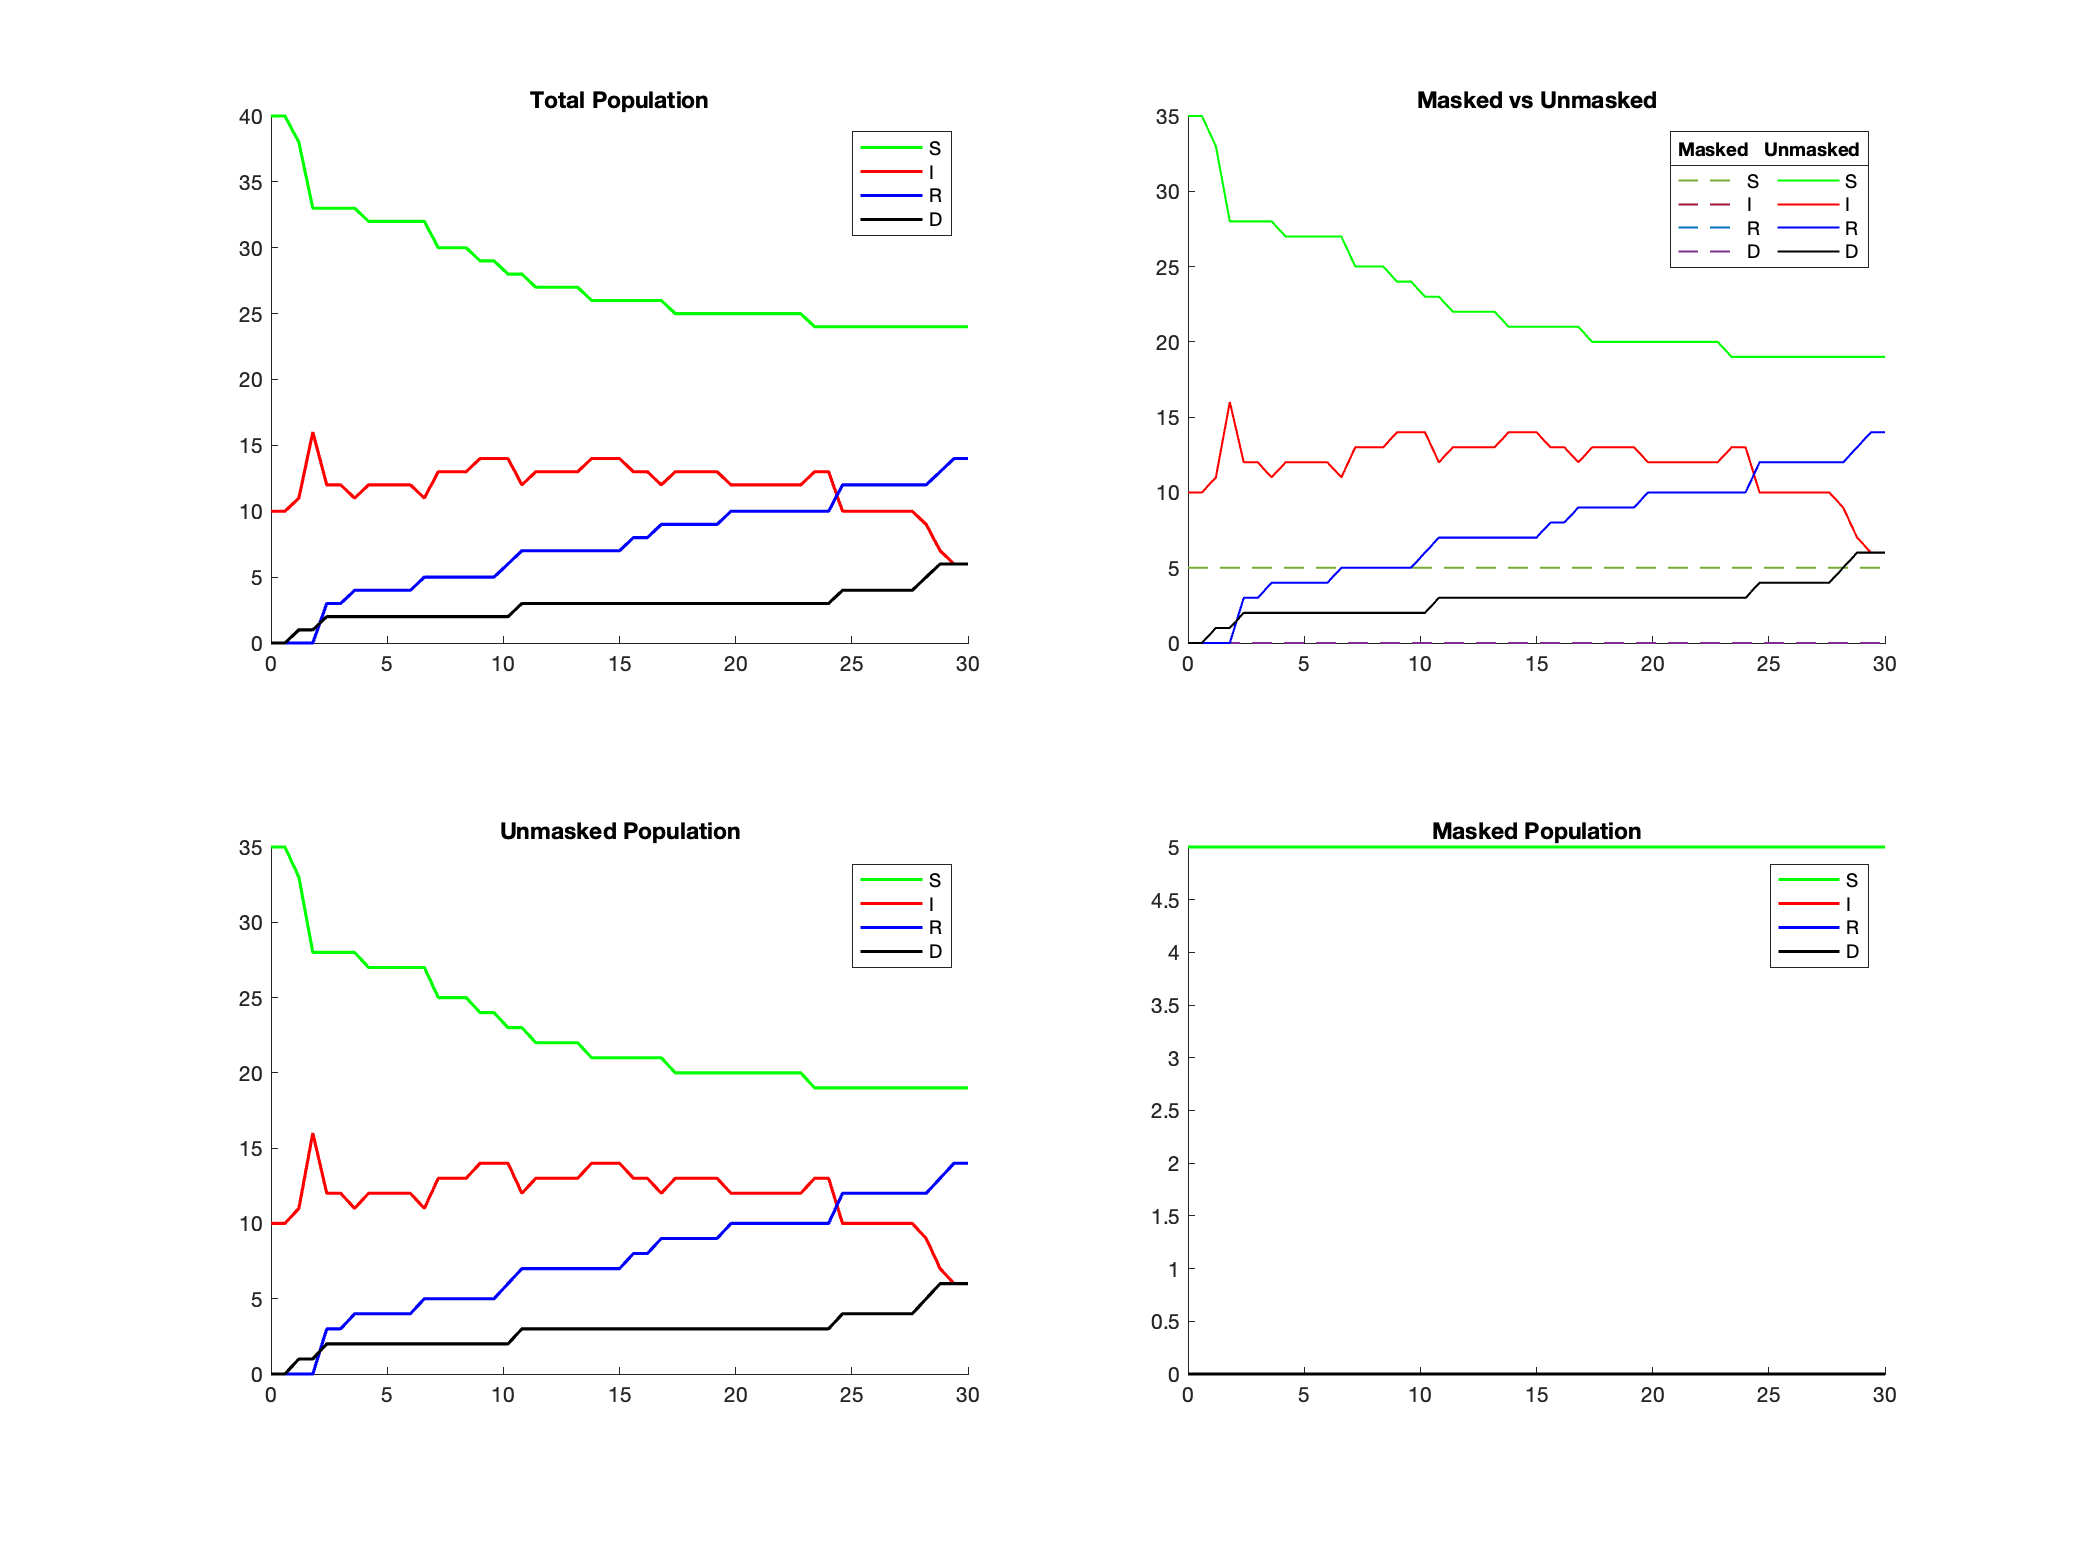 Total Population
40
35
30
25
20
15
10
5
0
0 5 10 15 20 25 30
S
I
R
D
Masked vs Unmasked
35
30
25
20
15
10
5
0
0 5 10 15 20 25 30
Masked Unmasked
S S
I I
R R
D D
Unmasked Population
35
30
25
20
15
10
5
0
0 5 10 15 20 25 30
S
I
R
D
Masked Population
5
4.5
4
3.5
3
2.5
2
1.5
1
0.5
0
0 5 10 15 20 25 30
S
I
R
D